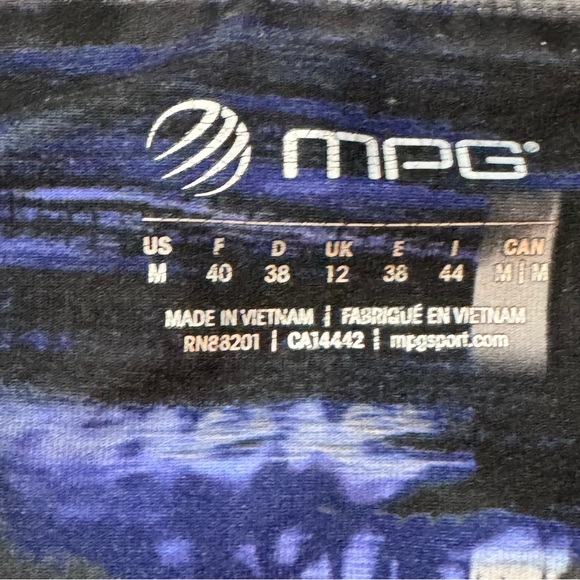 MPG
US F D UK E I CAN
M 40 38 12 38 44 M | M
MADE IN VIETNAM | FABRIQUÉ EN VIETNAM
RN88201 | CA14442 | mpgsport.com